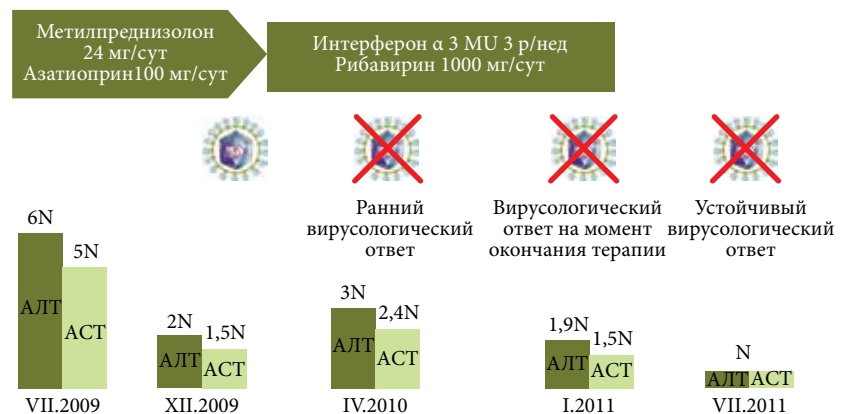 Метилпреднизолон
24 мг/сут
Азатиоприн100 мг/сут
Интерферон α 3 MU 3 р/нед
Рибавирин 1000 мг/сут
Ранний
вирусологический
ответ
Вирусологический
ответ на момент
окончания терапии
Устойчивый
вирусологический
ответ
6N
5N
АЛТ
АСТ
2N
1,5N
АЛТ
АСТ
3N
2,4N
АЛТ
АСТ
1,9N
1,5N
АЛТ
АСТ
N
АЛТ
АСТ
VII.2009
XII.2009
IV.2010
I.2011
VII.2011